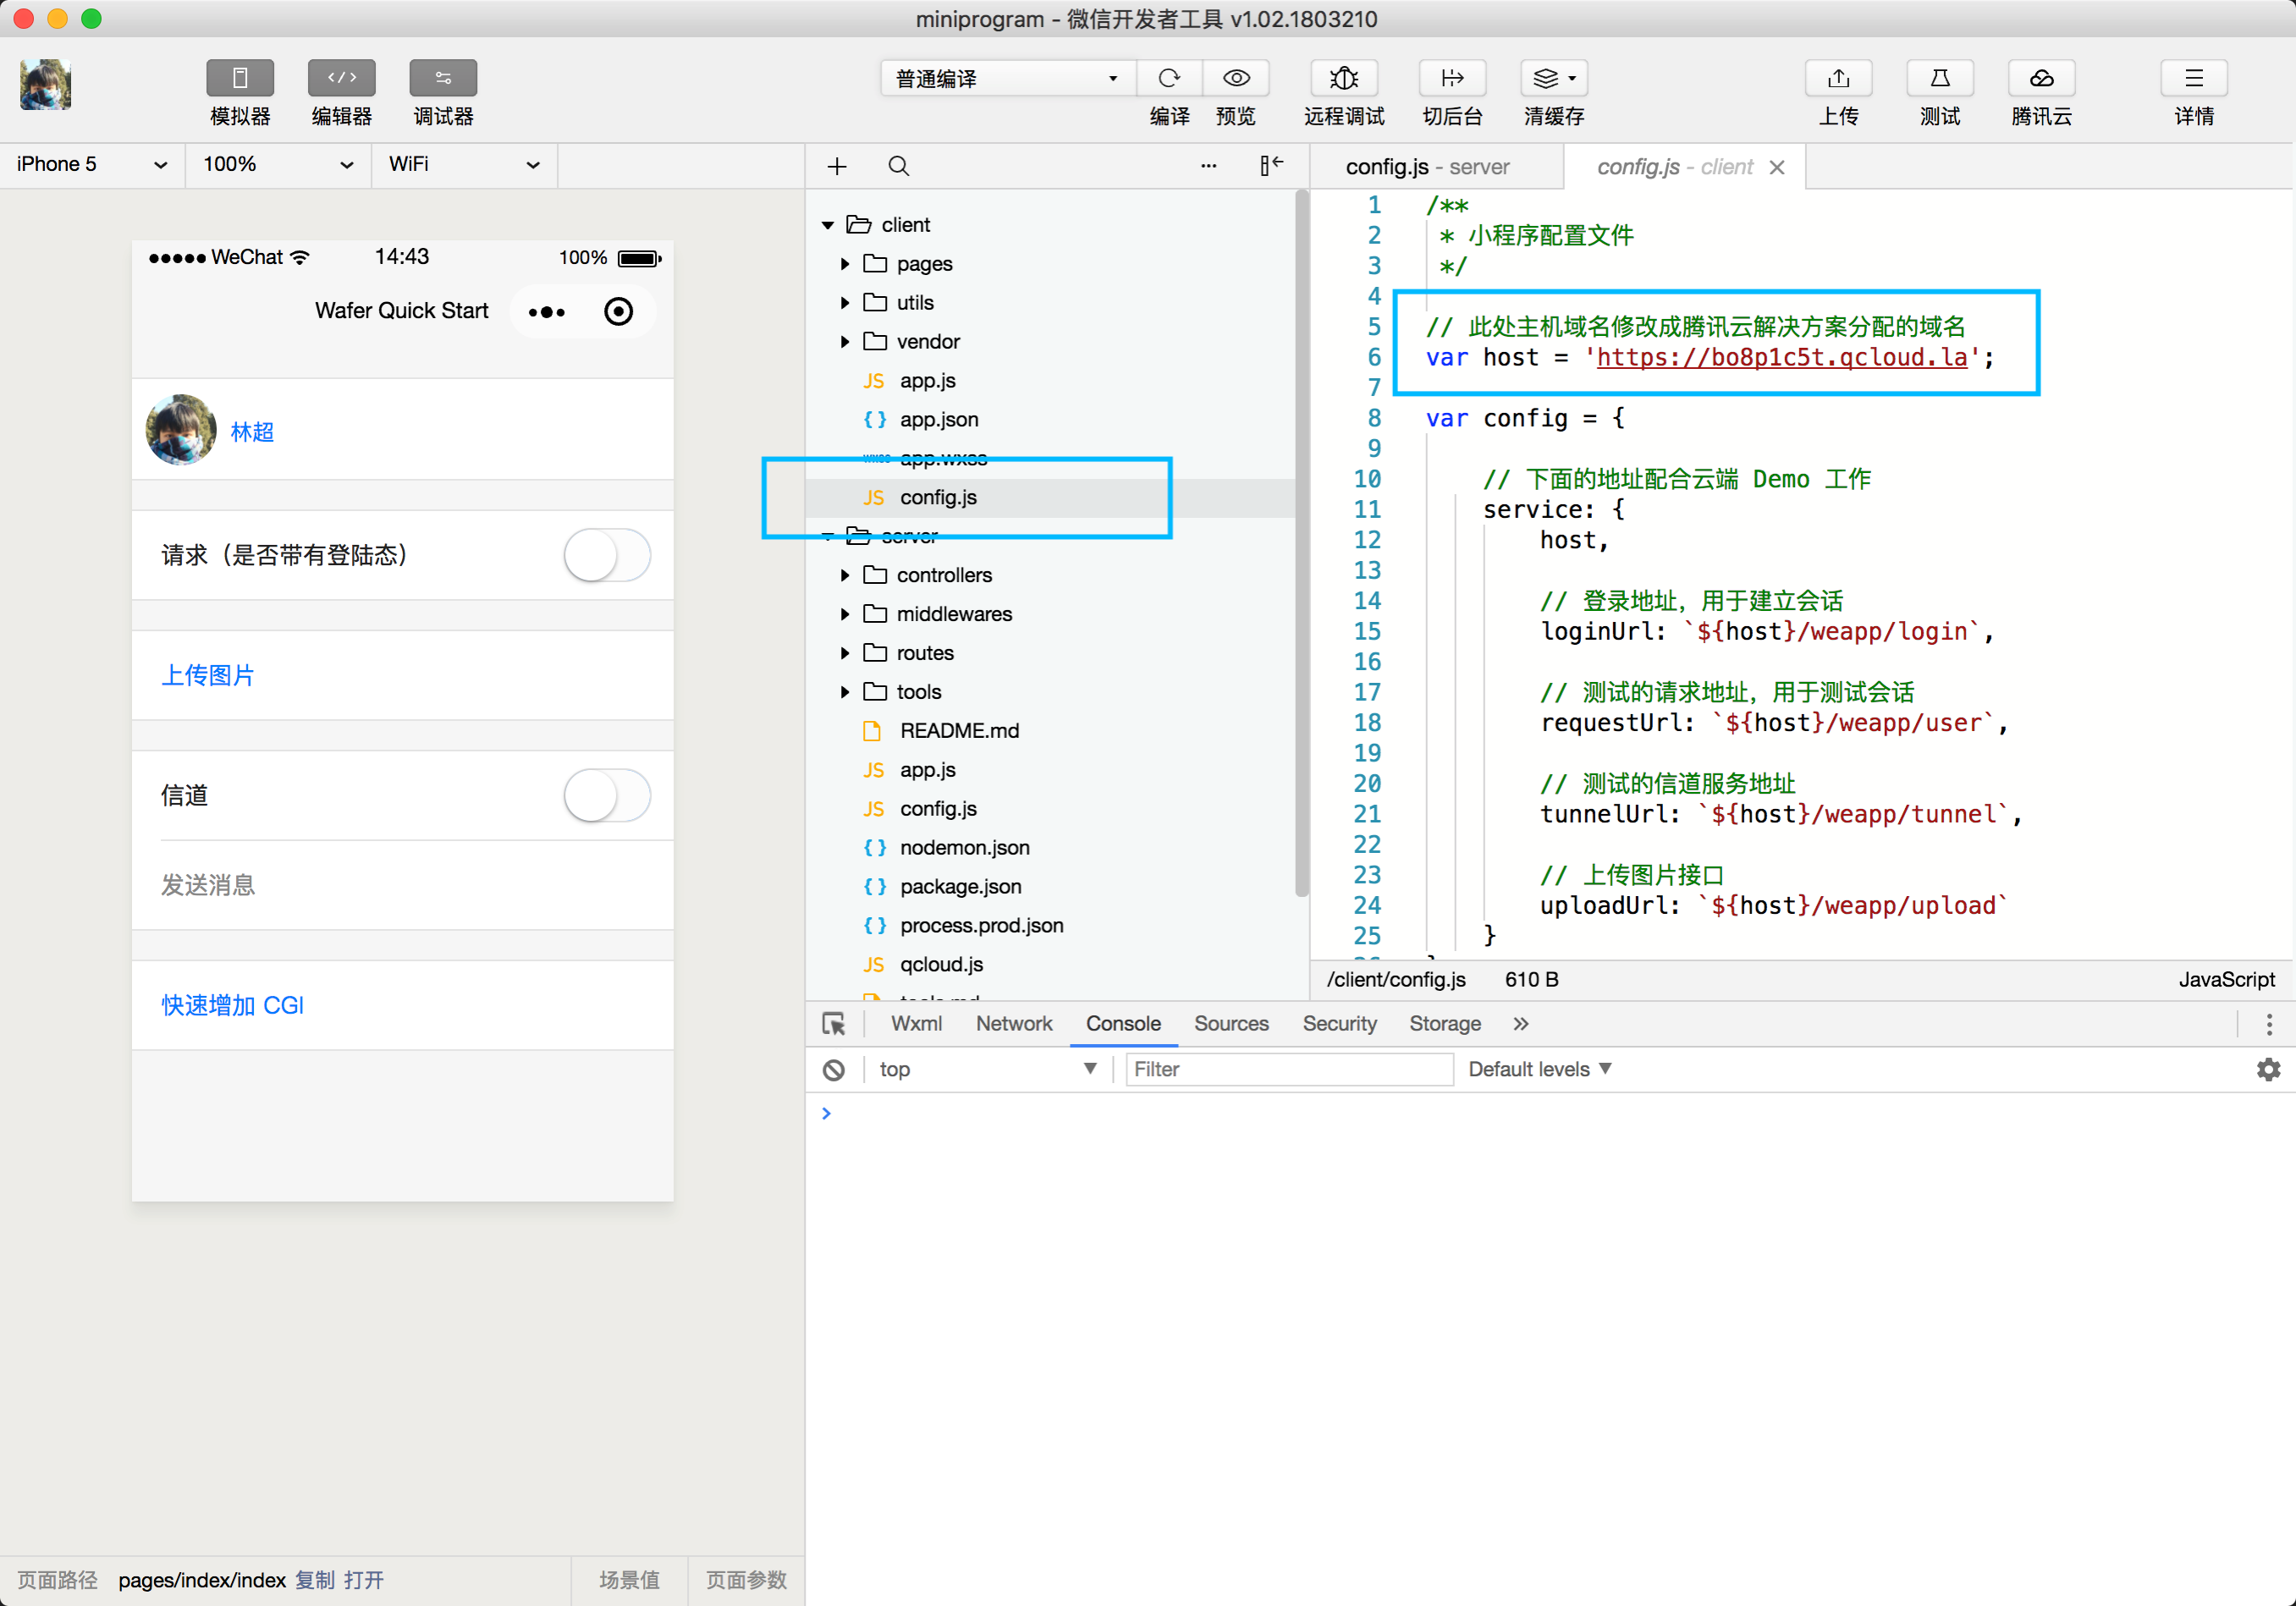 miniprogram - 微信开发者工具 v1.02.1803210
模拟器
编辑器
调试器
普通编译
编译
预览
远程调试
切后台
清缓存
上传
测试
腾讯云
详情
iPhone 5
100%
WiFi
WeChat
14:43
100%
Wafer Quick Start
林超
请求（是否带有登陆态）
上传图片
信道
发送消息
快速增加 CGI
页面路径 pages/index/index 复制 打开
场景值
页面参数
client
pages
utils
vendor
JS app.js
{ } app.json
wxss app.wxss
JS config.js
server
controllers
middlewares
routes
tools
README.md
JS app.js
JS config.js
{ } nodemon.json
{ } package.json
{ } process.prod.json
JS qcloud.js
tools.md
config.js - server
config.js - client
1 /**
2 * 小程序配置文件
3 */
4
5 // 此处主机域名修改成腾讯云解决方案分配的域名
6 var host = 'https://bo8p1c5t.qcloud.la';
7
8 var config = {
9
10 // 下面的地址配合云端 Demo 工作
11 service: {
12 host,
13
14 // 登录地址，用于建立会话
15 loginUrl: `${host}/weapp/login`,
16
17 // 测试的请求地址，用于测试会话
18 requestUrl: `${host}/weapp/user`,
19
20 // 测试的信道服务地址
21 tunnelUrl: `${host}/weapp/tunnel`,
22
23 // 上传图片接口
24 uploadUrl: `${host}/weapp/upload`
25 }
/client/config.js 610 B
JavaScript
Wxml
Network
Console
Sources
Security
Storage
top
Filter
Default levels